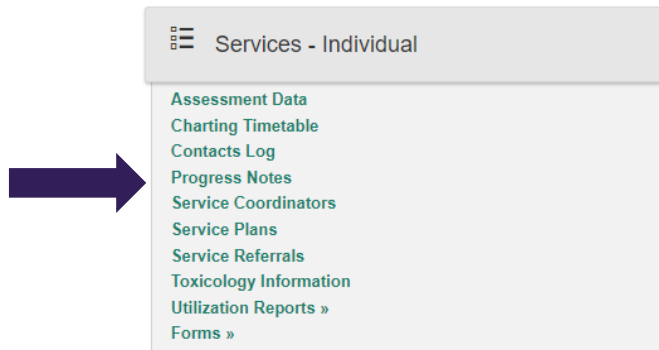 Services - Individual
Assessment Data
Charting Timetable
Contacts Log
Progress Notes
Service Coordinators
Service Plans
Service Referrals
Toxicology Information
Utilization Reports »
Forms »